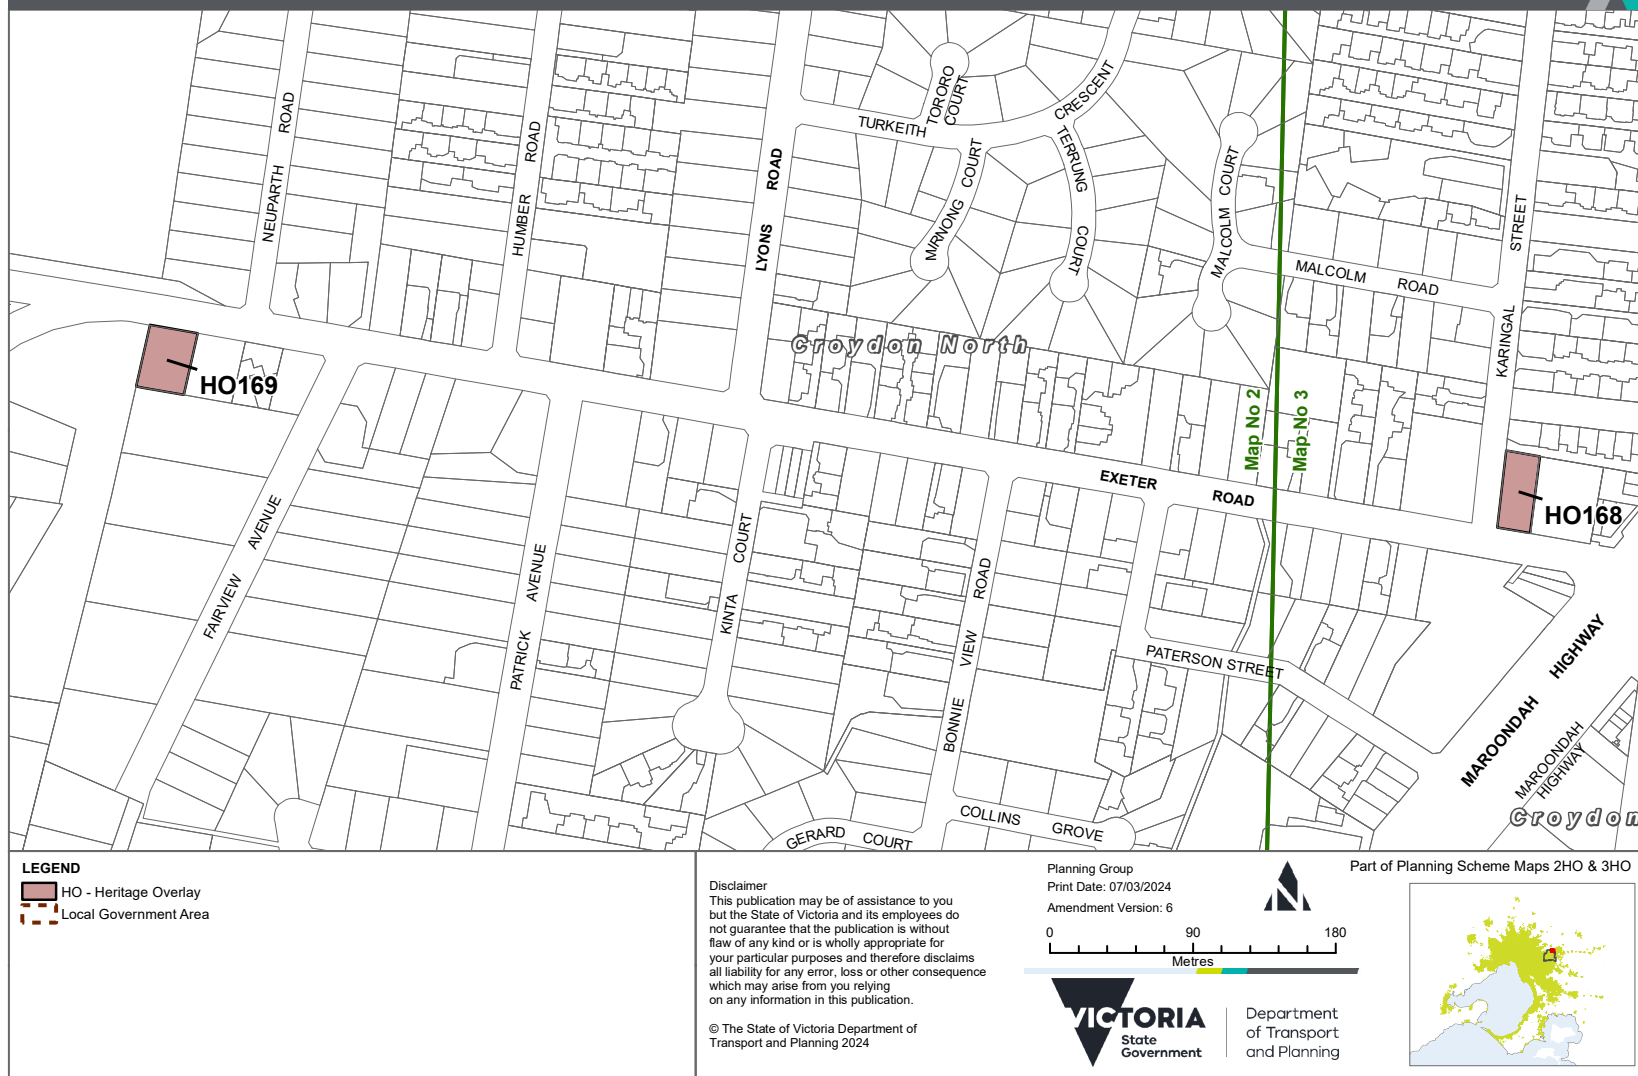 NEUPARTH ROAD
HUMBER ROAD
LYONS ROAD
TURKEITH CRESCENT
TORORO
COURT
MIRNONG COURT
TERRUNG COURT
MALCOLM COURT
MALCOLM ROAD
KARINGAL STREET
Croydon North
HO169
HO168
Map No 2
Map No 3
EXETER ROAD
FAIRVIEW AVENUE
PATRICK AVENUE
KINTA COURT
BONNIE VIEW ROAD
PATERSON STREET
MAROONDAH HIGHWAY
MAROONDAH
HIGHWAY
Croydon
COLLINS GROVE
GERARD COURT
LEGEND
HO - Heritage Overlay
Local Government Area
Disclaimer
This publication may be of assistance to you
but the State of Victoria and its employees do
not guarantee that the publication is without
flaw of any kind or is wholly appropriate for
your particular purposes and therefore disclaims
all liability for any error, loss or other consequence
which may arise from you relying
on any information in this publication.
© The State of Victoria Department of
Transport and Planning 2024
Planning Group
Print Date: 07/03/2024
Amendment Version: 6
N
0 90 180
Metres
VICTORIA
State
Government
Department
of Transport
and Planning
Part of Planning Scheme Maps 2HO & 3HO